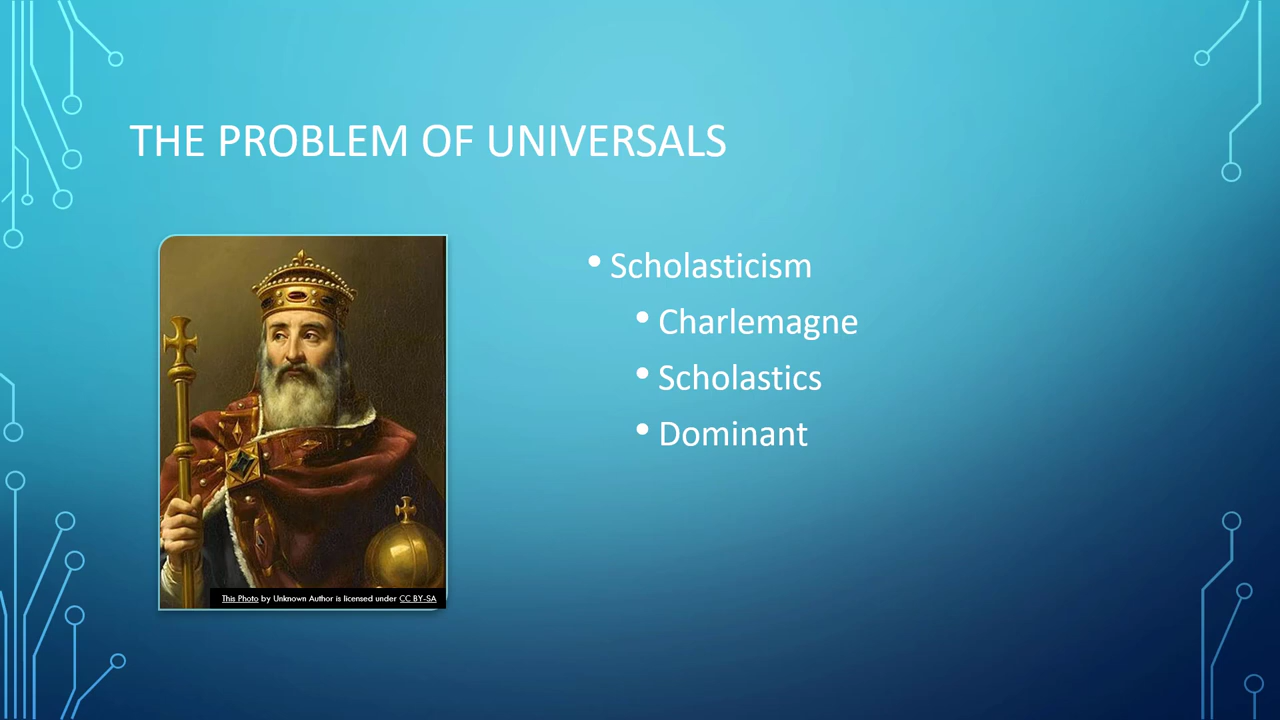 THE PROBLEM OF UNIVERSALS
• Scholasticism
• Charlemagne
• Scholastics
• Dominant
This Photo by Unknown Author is licensed under CC BY-SA